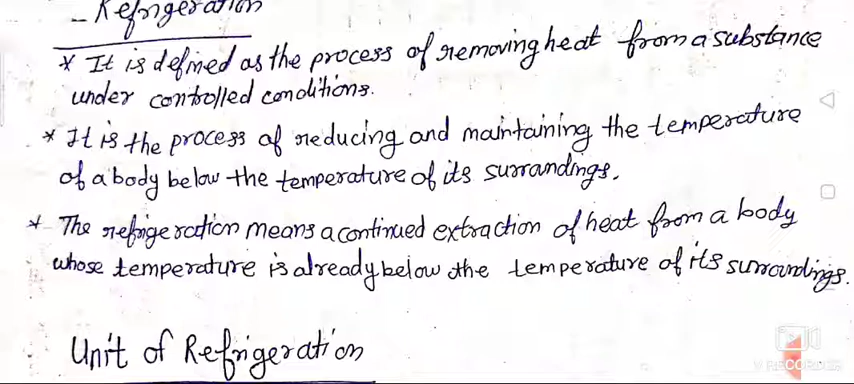 - Refrigeration
* It is defined as the process of removing heat from a substance
under controlled conditions.
* It is the process of reducing and maintaining the temperature
of a body below the temperature of its surrandings.
* The refrigeration means a continued extraction of heat from a body
whose temperature is already below the temperature of its surroundings.
Unit of Refrigeration
RECORDER